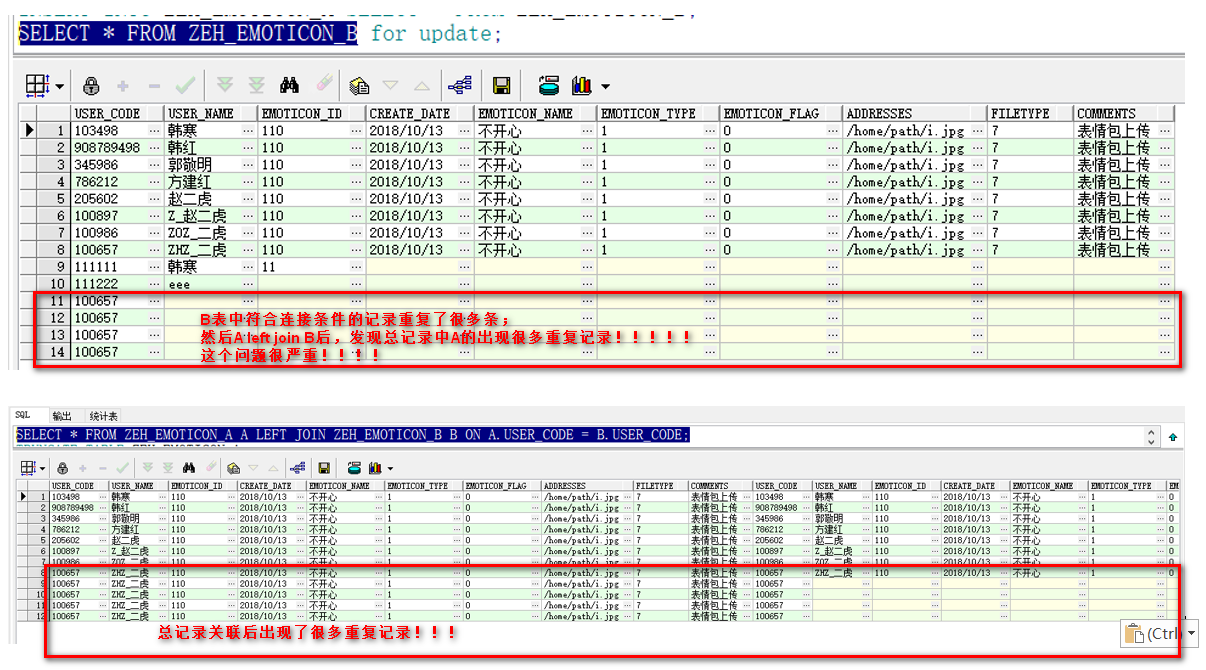 SELECT * FROM ZEH_EMOTICON_B for update;
USER_CODE USER_NAME EMOTICON_ID CREATE_DATE EMOTICON_NAME EMOTICON_TYPE EMOTICON_FLAG ADDRESSES FILETYPE COMMENTS
1 103498 ··· 韩寒 ··· 110 ··· 2018/10/13 ··· 不开心 ··· 1 ··· 0 ··· /home/path/i.jpg ··· 7 ··· 表情包上传 ···
2 908789498 ··· 韩红 ··· 110 ··· 2018/10/13 ··· 不开心 ··· 1 ··· 0 ··· /home/path/i.jpg ··· 7 ··· 表情包上传 ···
3 345986 ··· 郭敬明 ··· 110 ··· 2018/10/13 ··· 不开心 ··· 1 ··· 0 ··· /home/path/i.jpg ··· 7 ··· 表情包上传 ···
4 786212 ··· 方建红 ··· 110 ··· 2018/10/13 ··· 不开心 ··· 1 ··· 0 ··· /home/path/i.jpg ··· 7 ··· 表情包上传 ···
5 205602 ··· 赵二虎 ··· 110 ··· 2018/10/13 ··· 不开心 ··· 1 ··· 0 ··· /home/path/i.jpg ··· 7 ··· 表情包上传 ···
6 100897 ··· Z_赵二虎 ··· 110 ··· 2018/10/13 ··· 不开心 ··· 1 ··· 0 ··· /home/path/i.jpg ··· 7 ··· 表情包上传 ···
7 100986 ··· ZOZ_二虎 ··· 110 ··· 2018/10/13 ··· 不开心 ··· 1 ··· 0 ··· /home/path/i.jpg ··· 7 ··· 表情包上传 ···
8 100657 ··· ZHZ_二虎 ··· 110 ··· 2018/10/13 ··· 不开心 ··· 1 ··· 0 ··· /home/path/i.jpg ··· 7 ··· 表情包上传 ···
9 111111 ··· 韩寒 ··· 11 ···
10 111222 ··· eee ···
11 100657 ···
12 100657 ···
13 100657 ···
14 100657 ···
B表中符合连接条件的记录重复了很多条；
然后A left join B后，发现总记录中A的出现很多重复记录！！！！！
这个问题很严重！！！！
SQL 输出 统计表
SELECT * FROM ZEH_EMOTICON_A A LEFT JOIN ZEH_EMOTICON_B B ON A.USER_CODE = B.USER_CODE;
USER_CODE USER_NAME EMOTICON_ID CREATE_DATE EMOTICON_NAME EMOTICON_TYPE EMOTICON_FLAG ADDRESSES FILETYPE COMMENTS USER_CODE USER_NAME EMOTICON_ID CREATE_DATE EMOTICON_NAME EMOTICON_TYPE EM
1 103498 ··· 韩寒 ··· 110 ··· 2018/10/13 ··· 不开心 ··· 1 ··· 0 ··· /home/path/i.jpg ··· 7 ··· 表情包上传 ··· 103498 ··· 韩寒 ··· 110 ··· 2018/10/13 ··· 不开心 ··· 1 ··· 0
2 908789498 ··· 韩红 ··· 110 ··· 2018/10/13 ··· 不开心 ··· 1 ··· 0 ··· /home/path/i.jpg ··· 7 ··· 表情包上传 ··· 908789498 ··· 韩红 ··· 110 ··· 2018/10/13 ··· 不开心 ··· 1 ··· 0
3 345986 ··· 郭敬明 ··· 110 ··· 2018/10/13 ··· 不开心 ··· 1 ··· 0 ··· /home/path/i.jpg ··· 7 ··· 表情包上传 ··· 345986 ··· 郭敬明 ··· 110 ··· 2018/10/13 ··· 不开心 ··· 1 ··· 0
4 786212 ··· 方建红 ··· 110 ··· 2018/10/13 ··· 不开心 ··· 1 ··· 0 ··· /home/path/i.jpg ··· 7 ··· 表情包上传 ··· 786212 ··· 方建红 ··· 110 ··· 2018/10/13 ··· 不开心 ··· 1 ··· 0
5 205602 ··· 赵二虎 ··· 110 ··· 2018/10/13 ··· 不开心 ··· 1 ··· 0 ··· /home/path/i.jpg ··· 7 ··· 表情包上传 ··· 205602 ··· 赵二虎 ··· 110 ··· 2018/10/13 ··· 不开心 ··· 1 ··· 0
6 100897 ··· Z_赵二虎 ··· 110 ··· 2018/10/13 ··· 不开心 ··· 1 ··· 0 ··· /home/path/i.jpg ··· 7 ··· 表情包上传 ··· 100897 ··· Z_赵二虎 ··· 110 ··· 2018/10/13 ··· 不开心 ··· 1 ··· 0
7 100986 ··· ZOZ_二虎 ··· 110 ··· 2018/10/13 ··· 不开心 ··· 1 ··· 0 ··· /home/path/i.jpg ··· 7 ··· 表情包上传 ··· 100986 ··· ZOZ_二虎 ··· 110 ··· 2018/10/13 ··· 不开心 ··· 1 ··· 0
8 100657 ··· ZHZ_二虎 ··· 110 ··· 2018/10/13 ··· 不开心 ··· 1 ··· 0 ··· /home/path/i.jpg ··· 7 ··· 表情包上传 ··· 100657 ··· ZHZ_二虎 ··· 110 ··· 2018/10/13 ··· 不开心 ··· 1 ··· 0
9 100657 ··· ZHZ_二虎 ··· 110 ··· 2018/10/13 ··· 不开心 ··· 1 ··· 0 ··· /home/path/i.jpg ··· 7 ··· 表情包上传 ··· 100657 ···
10 100657 ··· ZHZ_二虎 ··· 110 ··· 2018/10/13 ··· 不开心 ··· 1 ··· 0 ··· /home/path/i.jpg ··· 7 ··· 表情包上传 ··· 100657 ···
11 100657 ··· ZHZ_二虎 ··· 110 ··· 2018/10/13 ··· 不开心 ··· 1 ··· 0 ··· /home/path/i.jpg ··· 7 ··· 表情包上传 ··· 100657 ···
12 100657 ··· ZHZ_二虎 ··· 110 ··· 2018/10/13 ··· 不开心 ··· 1 ··· 0 ··· /home/path/i.jpg ··· 7 ··· 表情包上传 ··· 100657 ···
总记录关联后出现了很多重复记录！！！
(Ctrl)